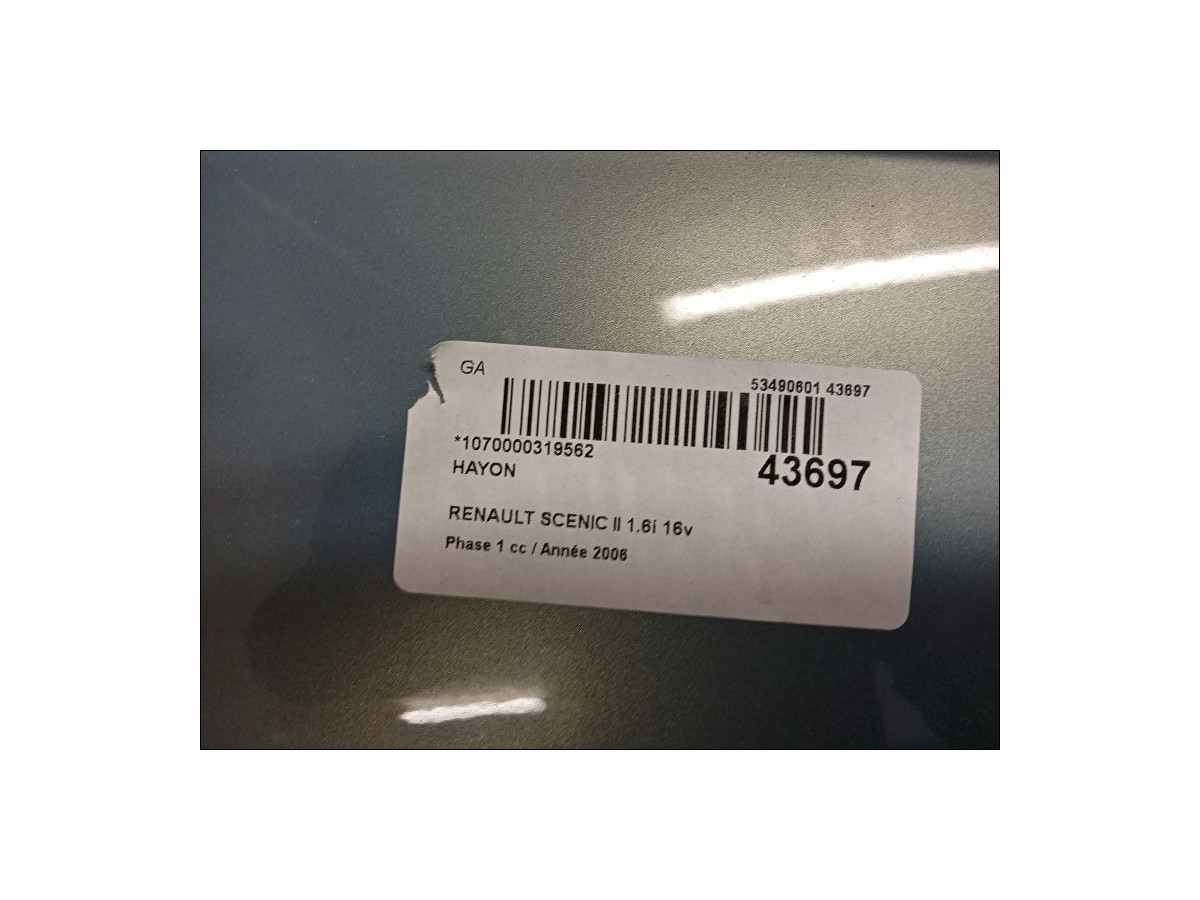 GA
53490601 43697
*1070000319562
43697
HAYON
RENAULT SCENIC II 1.6i 16v
Phase 1 cc / Année 2006